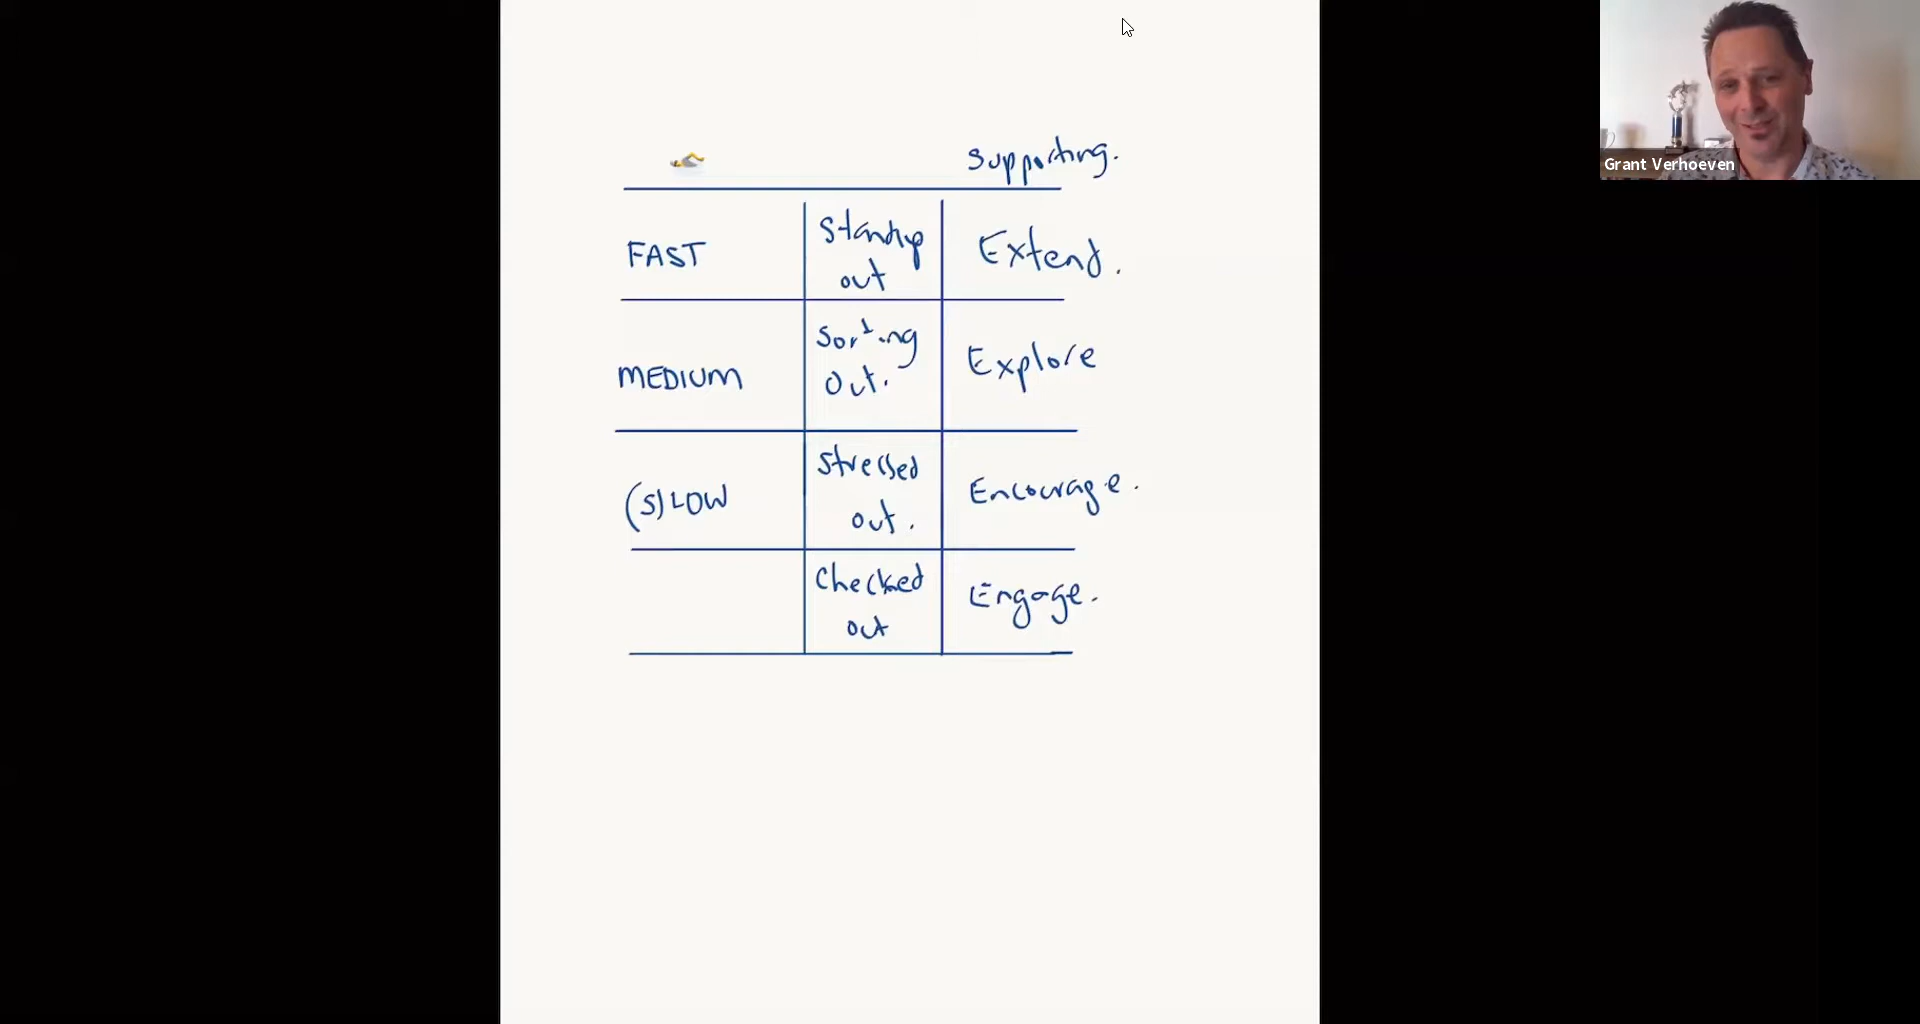 Supporting.
FAST
Standing
out
Extend.
MEDIUM
Sorting
Out.
Explore
(S)LOW
Stressed
out.
Encourage.
Checked
out
Engage.
Grant Verhoeven